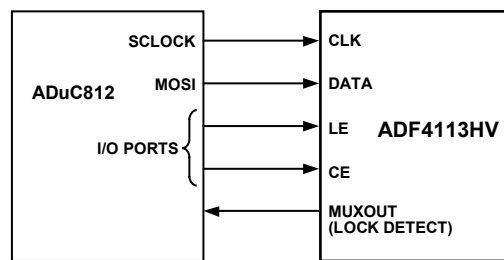 SCLOCK
CLK
MOSI
DATA
ADuC812
LE
ADF4113HV
I/O PORTS
CE
MUXOUT
(LOCK DETECT)